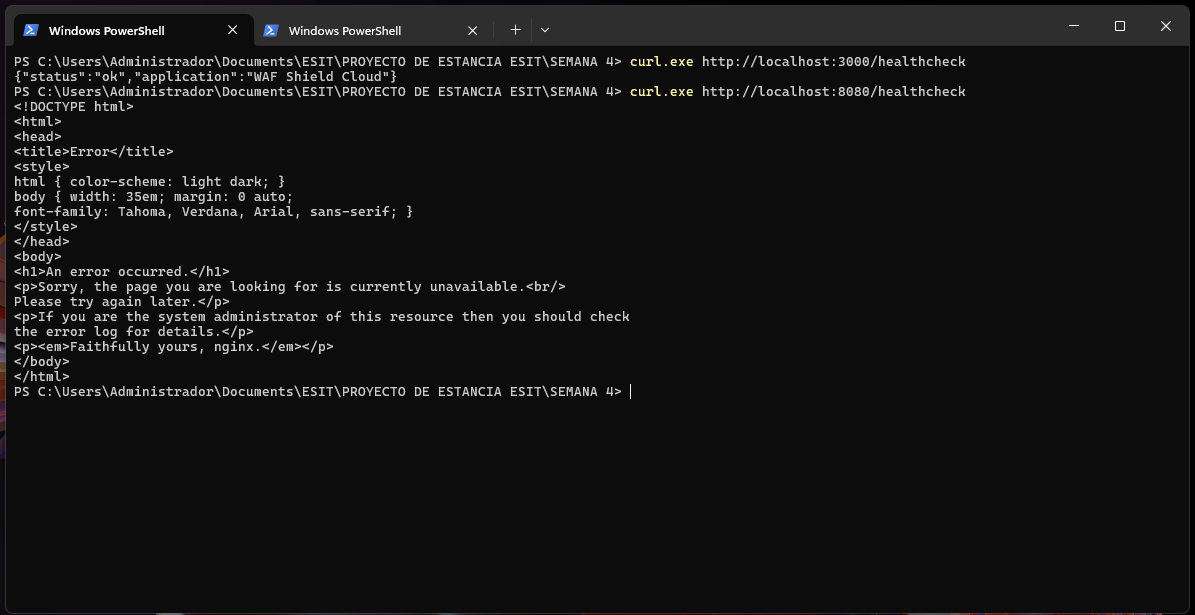 Windows PowerShell
Windows PowerShell
PS C:\Users\Administrador\Documents\ESIT\PROYECTO DE ESTANCIA ESIT\SEMANA 4> curl.exe http://localhost:3000/healthcheck
{"status":"ok","application":"WAF Shield Cloud"}
PS C:\Users\Administrador\Documents\ESIT\PROYECTO DE ESTANCIA ESIT\SEMANA 4> curl.exe http://localhost:8080/healthcheck
<!DOCTYPE html>
<html>
<head>
<title>Error</title>
<style>
html { color-scheme: light dark; }
body { width: 35em; margin: 0 auto;
font-family: Tahoma, Verdana, Arial, sans-serif; }
</style>
</head>
<body>
<h1>An error occurred.</h1>
<p>Sorry, the page you are looking for is currently unavailable.<br/>
Please try again later.</p>
<p>If you are the system administrator of this resource then you should check
the error log for details.</p>
<p><em>Faithfully yours, nginx.</em></p>
</body>
</html>
PS C:\Users\Administrador\Documents\ESIT\PROYECTO DE ESTANCIA ESIT\SEMANA 4>